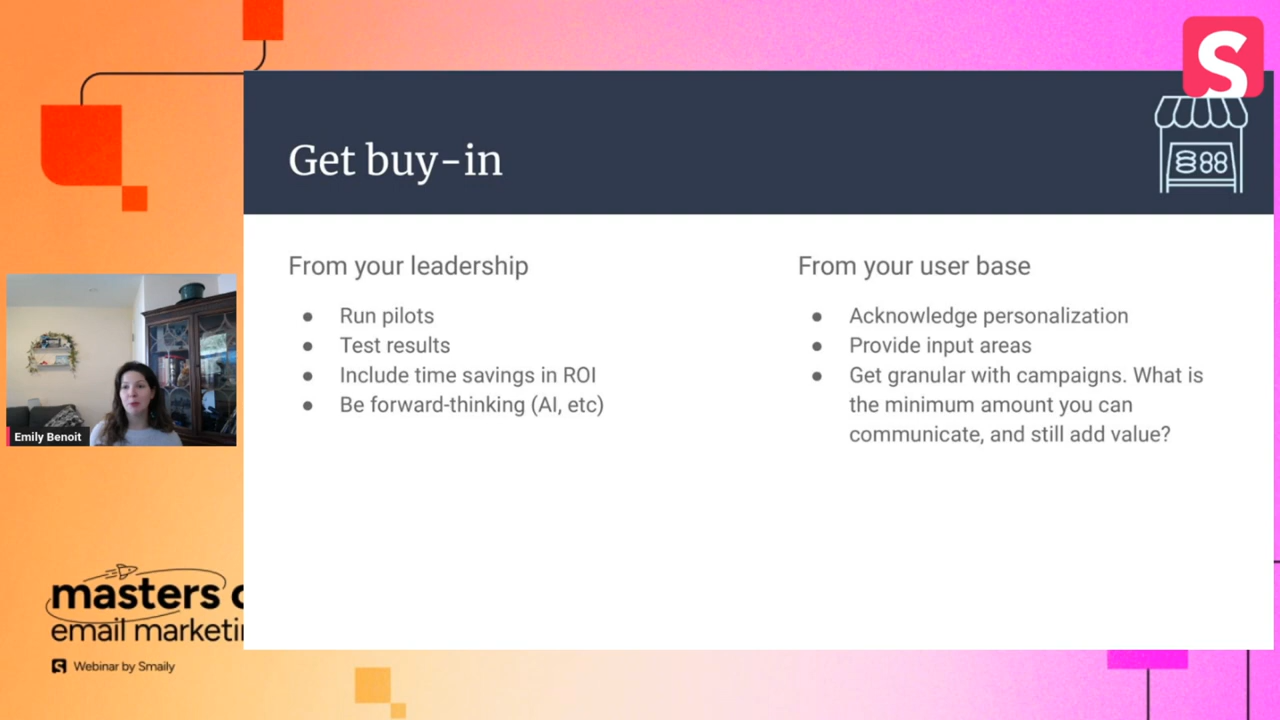 S
Get buy-in
88
From your leadership
● Run pilots
● Test results
● Include time savings in ROI
● Be forward-thinking (AI, etc)
From your user base
● Acknowledge personalization
● Provide input areas
● Get granular with campaigns. What is
the minimum amount you can
communicate, and still add value?
Emily Benoit
masters
email marketi
S Webinar by Smaily